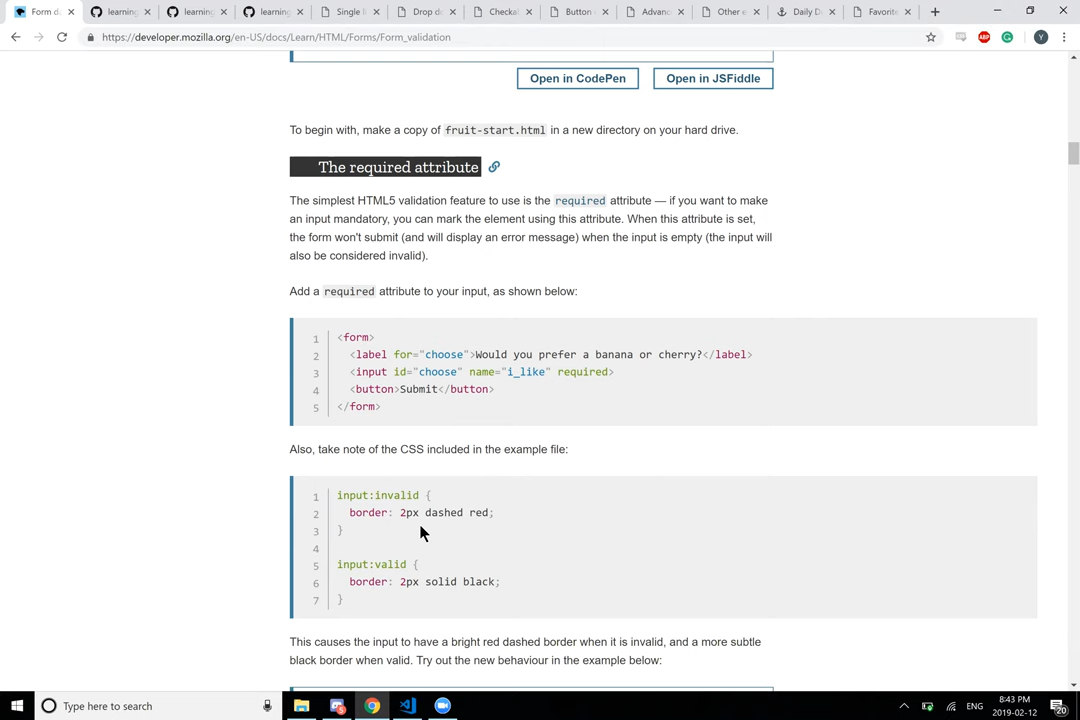 Form da
learning
learning
learning
Single l
Drop do
Checkal
Button
Advanc
Other e
Daily De
Favorite
https://developer.mozilla.org/en-US/docs/Learn/HTML/Forms/Form_validation
ABP
Y
Open in CodePen
Open in JSFiddle
To begin with, make a copy of fruit-start.html in a new directory on your hard drive.
The required attribute
The simplest HTML5 validation feature to use is the required attribute — if you want to make
an input mandatory, you can mark the element using this attribute. When this attribute is set,
the form won't submit (and will display an error message) when the input is empty (the input will
also be considered invalid).
Add a required attribute to your input, as shown below:
1 <form>
2 <label for="choose">Would you prefer a banana or cherry?</label>
3 <input id="choose" name="i_like" required>
4 <button>Submit</button>
5 </form>
Also, take note of the CSS included in the example file:
1 input:invalid {
2 border: 2px dashed red;
3 }
4
5 input:valid {
6 border: 2px solid black;
7 }
This causes the input to have a bright red dashed border when it is invalid, and a more subtle
black border when valid. Try out the new behaviour in the example below:
Type here to search
ENG
8:43 PM
2019-02-12
20